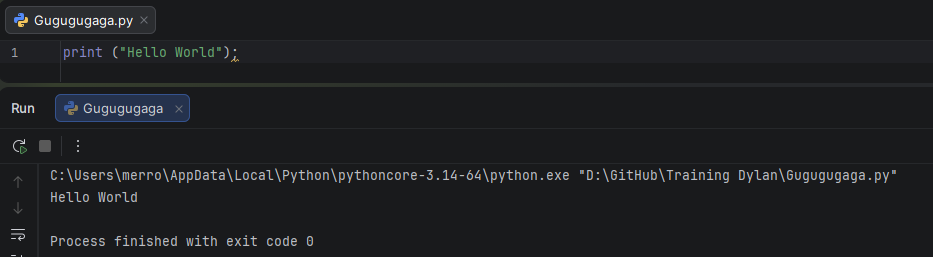 Gugugugaga.py
1 print ("Hello World");
Run Gugugugaga
C:\Users\merro\AppData\Local\Python\pythoncore-3.14-64\python.exe "D:\GitHub\Training Dylan\Gugugugaga.py"
Hello World
Process finished with exit code 0